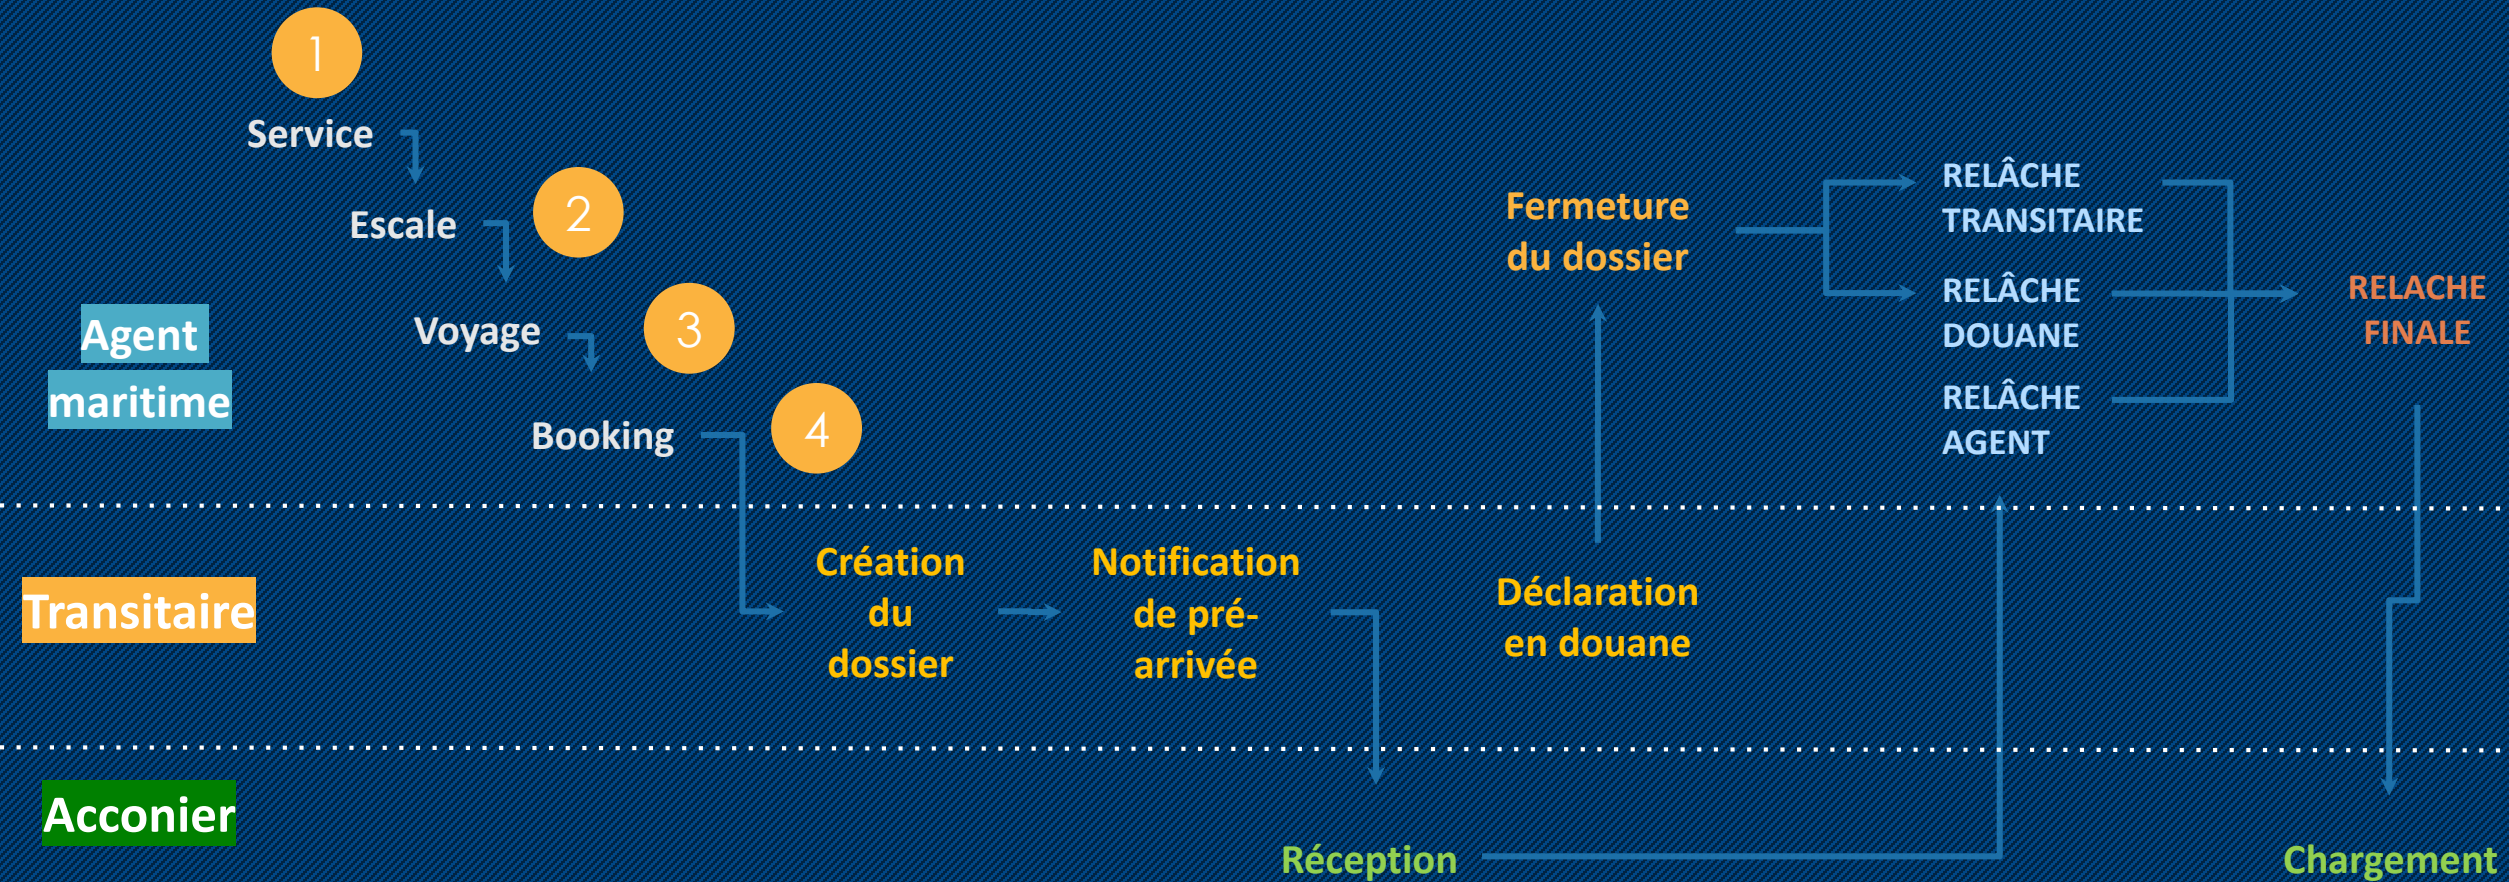 1
Service
Escale
2
Voyage
3
Booking
4
Agent
maritime
Fermeture
du dossier
RELÂCHE
TRANSITAIRE
RELÂCHE
DOUANE
RELÂCHE
AGENT
RELACHE
FINALE
Transitaire
Création
du
dossier
Notification
de pré-
arrivée
Déclaration
en douane
Acconier
Réception
Chargement